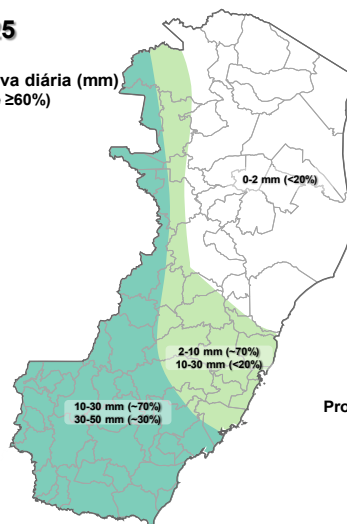 25
va diária (mm)
≥60%)
0-2 mm (<20%)
2-10 mm (~70%)
10-30 mm (<20%)
10-30 mm (~70%)
30-50 mm (~30%)
Pro